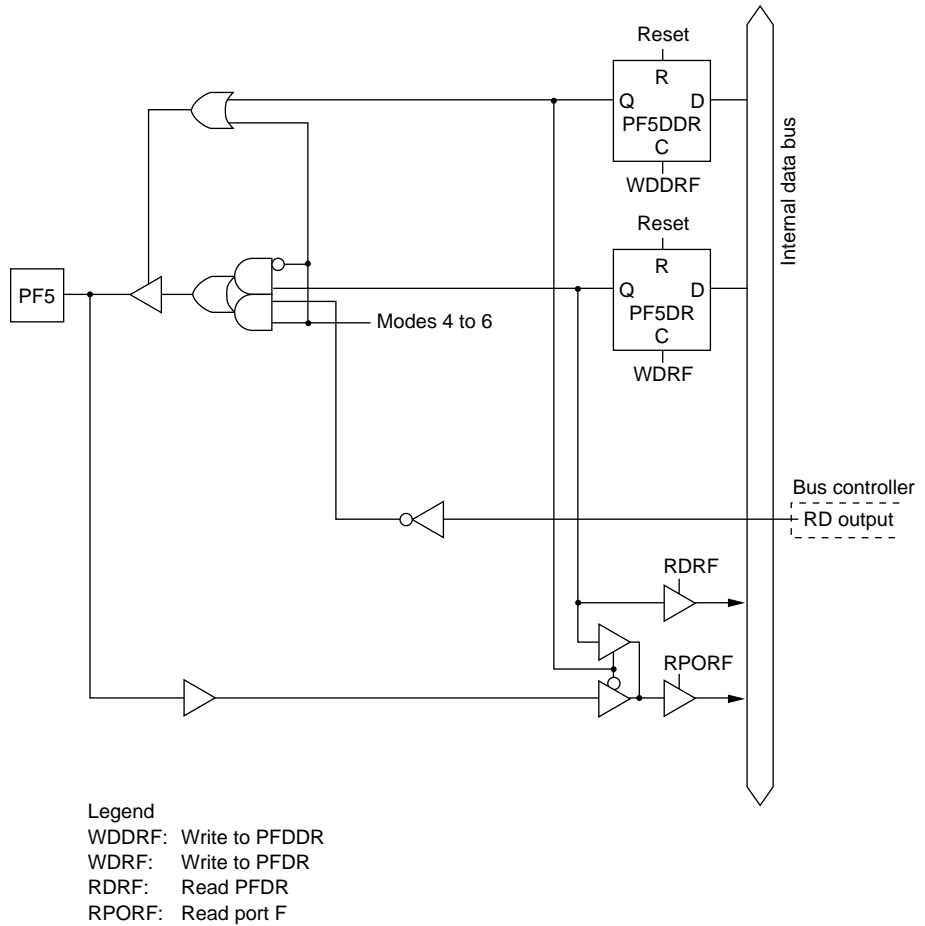 Reset
R
Q D
PF5DDR
C
WDDRF
Internal data bus
Reset
R
Q D
PF5DR
C
WDRF
PF5
Modes 4 to 6
Bus controller
RD output
RDRF
RPORF
Legend
WDDRF: Write to PFDDR
WDRF: Write to PFDR
RDRF: Read PFDR
RPORF: Read port F